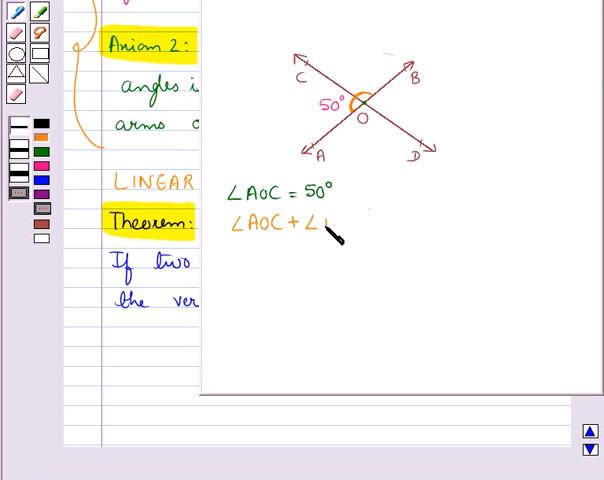 Axiom 2:
angles i
arms o
LINEAR
Theorem:
If two
the ver
C
B
50°
O
A
D
∠AOC = 50°
∠AOC + ∠